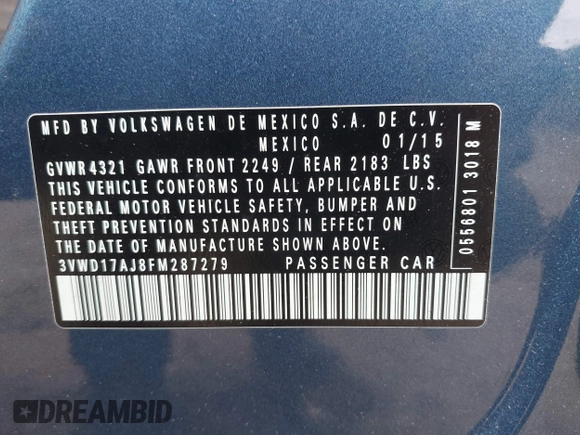 MFD BY VOLKSWAGEN DE MEXICO S.A. DE C.V.
MEXICO 01/15
GVWR 4321 GAWR FRONT 2249 / REAR 2183 LBS
THIS VEHICLE CONFORMS TO ALL APPLICABLE U.S.
FEDERAL MOTOR VEHICLE SAFETY, BUMPER AND
THEFT PREVENTION STANDARDS IN EFFECT ON
THE DATE OF MANUFACTURE SHOWN ABOVE.
3VWD17AJ8FM287279 PASSENGER CAR
0556801 3018 M
DREAMBID